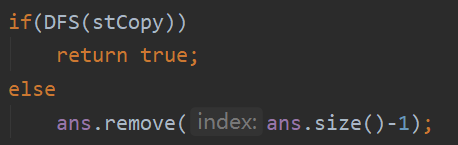 if(DFS(stCopy))
return true;
else
ans.remove( index: ans.size()-1);